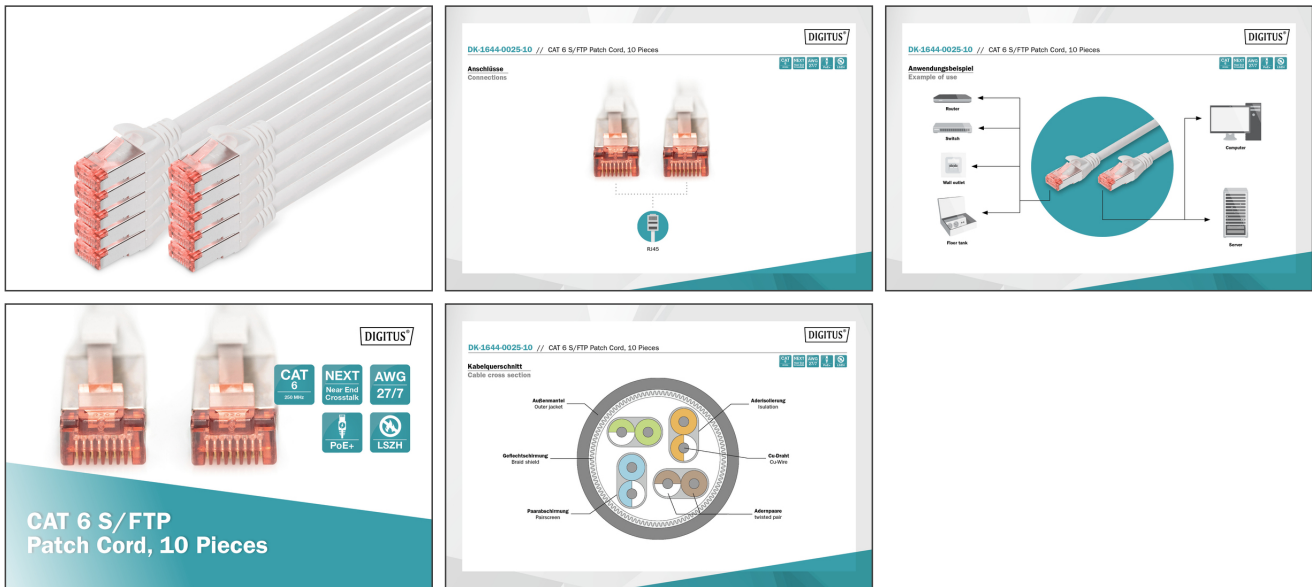 DIGITUS®
DK-1644-0025-10 // CAT 6 S/FTP Patch Cord, 10 Pieces
Anschlüsse
Connections
RJ45
DIGITUS®
DK-1644-0025-10 // CAT 6 S/FTP Patch Cord, 10 Pieces
Anwendungsbeispiel
Example of use
Router
Switch
Wall outlet
Floor tank
Computer
Server
DIGITUS®
CAT
6
250 MHz
NEXT
Near End
Crosstalk
AWG
27/7
PoE+
LSZH
CAT 6 S/FTP
Patch Cord, 10 Pieces
DIGITUS®
DK-1644-0025-10 // CAT 6 S/FTP Patch Cord, 10 Pieces
Kabelquerschnitt
Cable cross section
Außenmantel
Outer jacket
Geflechtschirmung
Braid shield
Paarabschirmung
Pairscreen
Aderisolierung
Isulation
Cu-Draht
Cu-Wire
Adernpaare
twisted pair